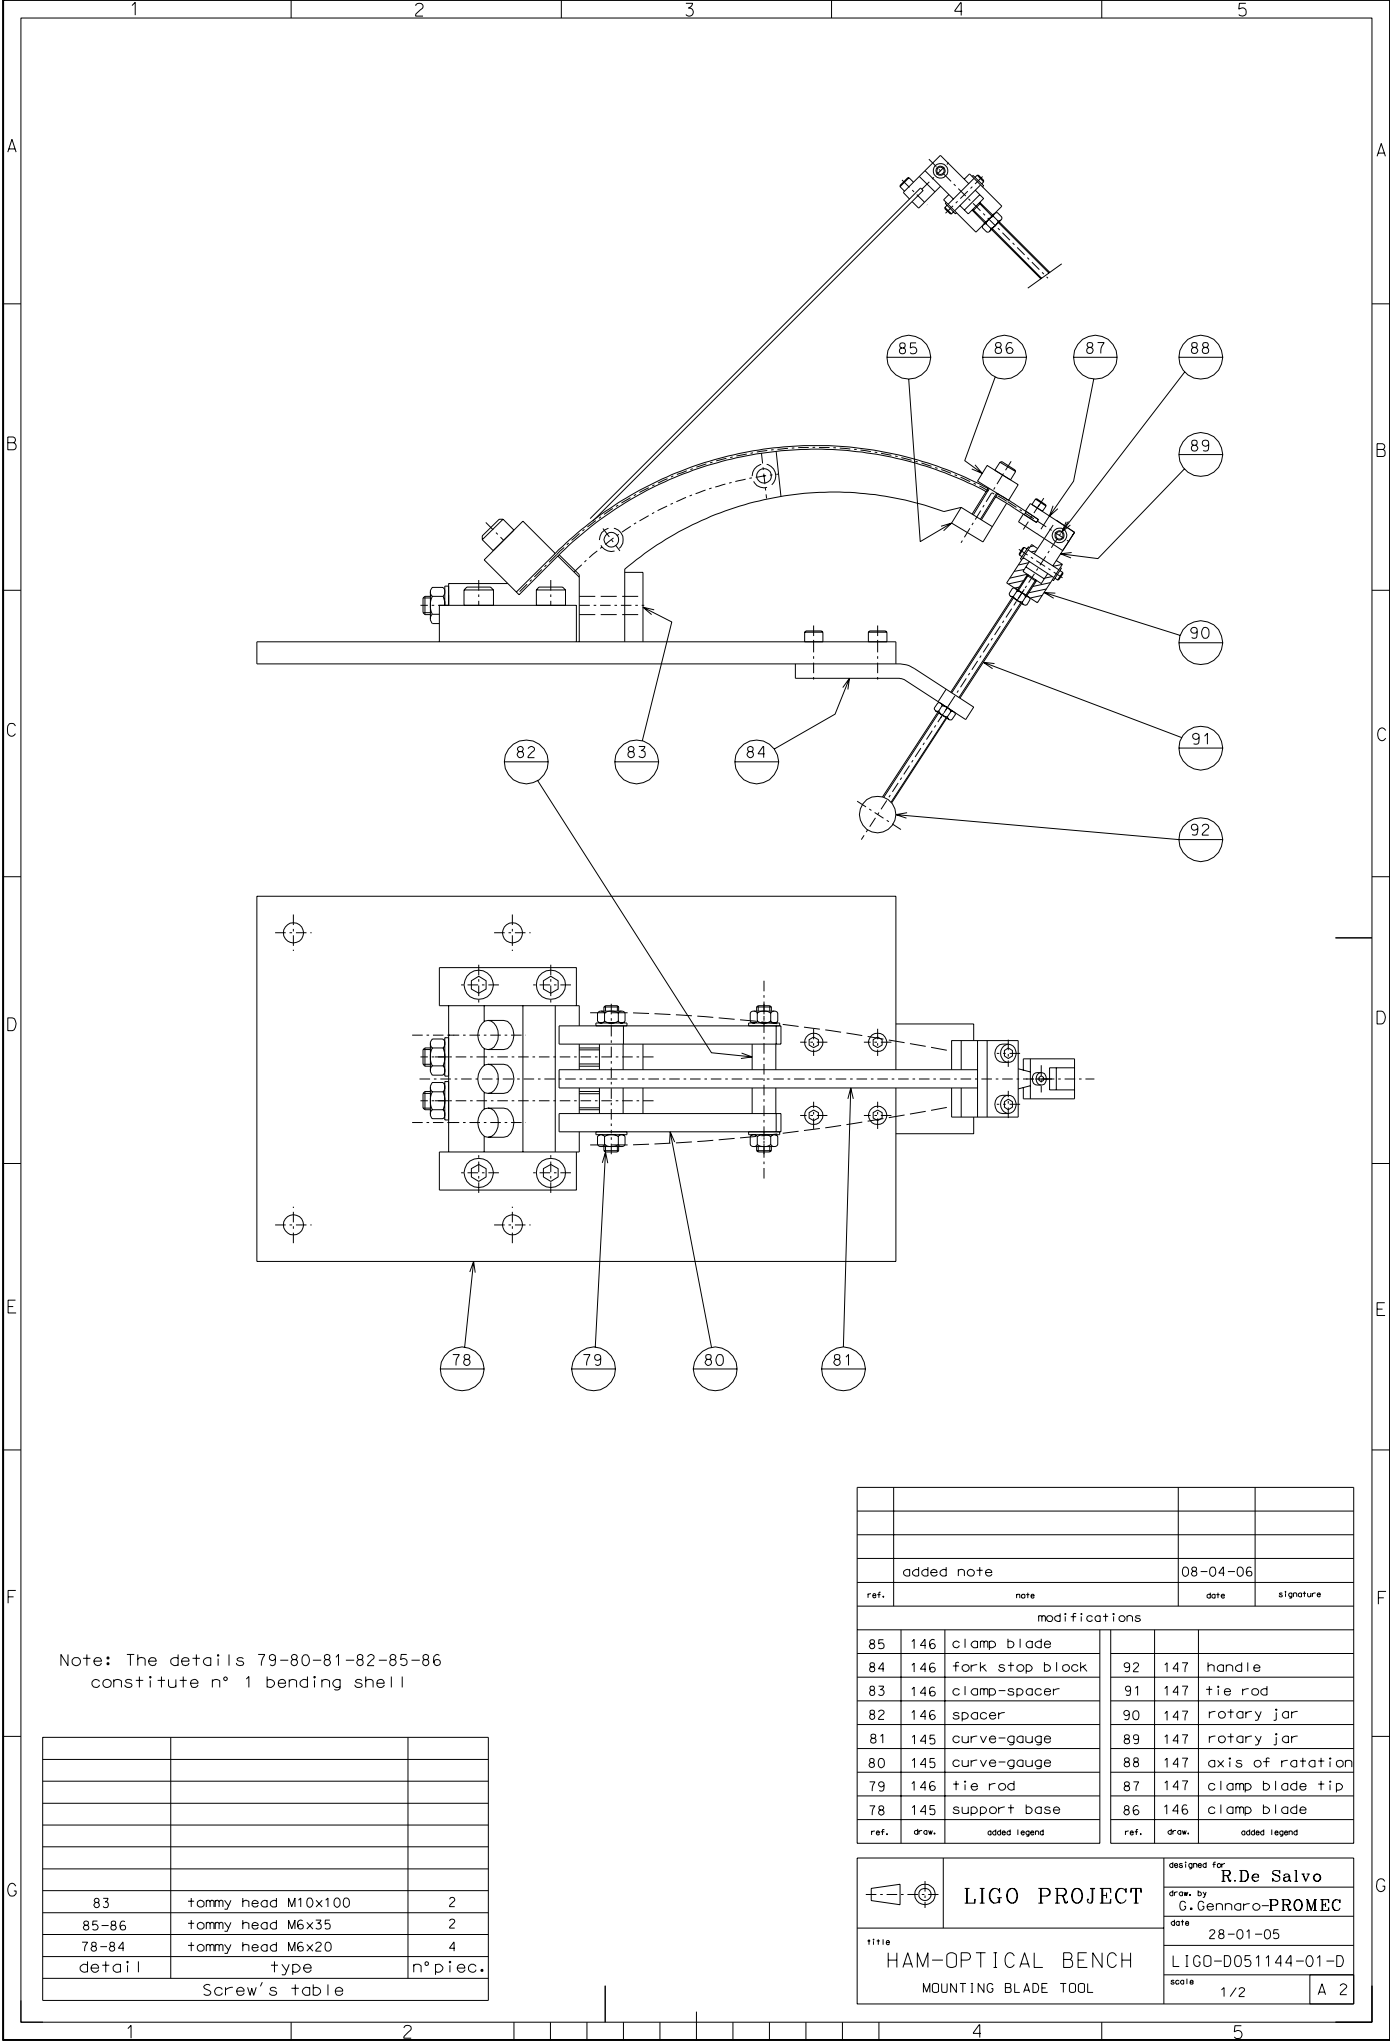 1 2 3 4 5
A A
B B
C C
D D
E E
F F
G G
85 86 87 88
89
90
91
92
82 83 84
78 79 80 81
added note 08-04-06
ref. note date signature
modifications
85 146 clamp blade
84 146 fork stop block 92 147 handle
83 146 clamp-spacer 91 147 tie rod
82 146 spacer 90 147 rotary jar
81 145 curve-gauge 89 147 rotary jar
80 145 curve-gauge 88 147 axis of ratation
79 146 tie rod 87 147 clamp blade tip
78 145 support base 86 146 clamp blade
ref. draw. added legend ref. draw. added legend
Note: The details 79-80-81-82-85-86
constitute n° 1 bending shell
83 tommy head M10x100 2
85-86 tommy head M6x35 2
78-84 tommy head M6x20 4
detail type n°piec.
Screw's table
LIGO PROJECT
designed for R.De Salvo
draw. by G.Gennaro-PROMEC
date 28-01-05
title HAM-OPTICAL BENCH
MOUNTING BLADE TOOL
LIGO-D051144-01-D
scale 1/2 A 2
1 2 4 5